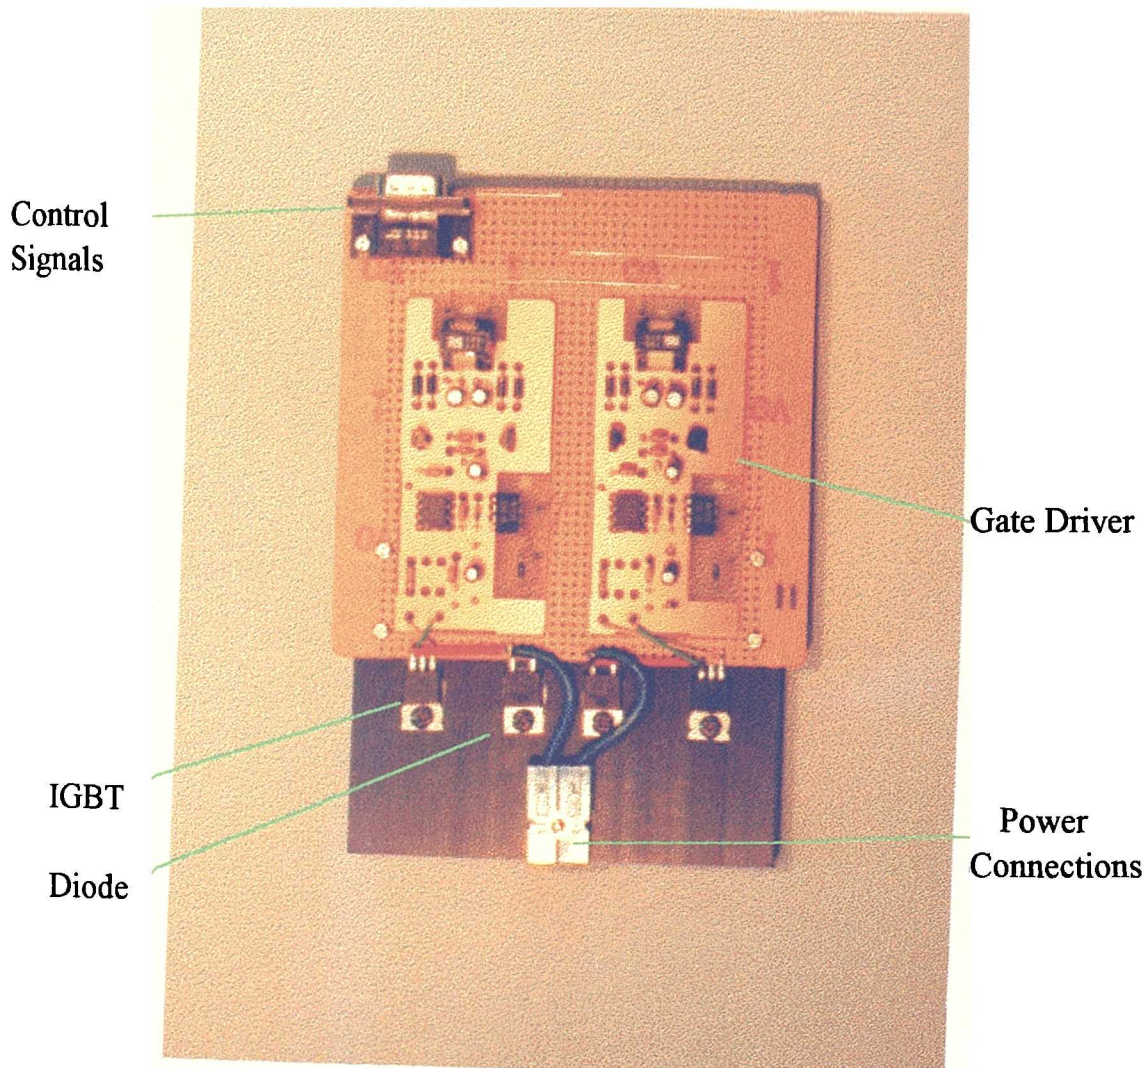 Control
Signals
Gate Driver
IGBT
Diode
Power
Connections